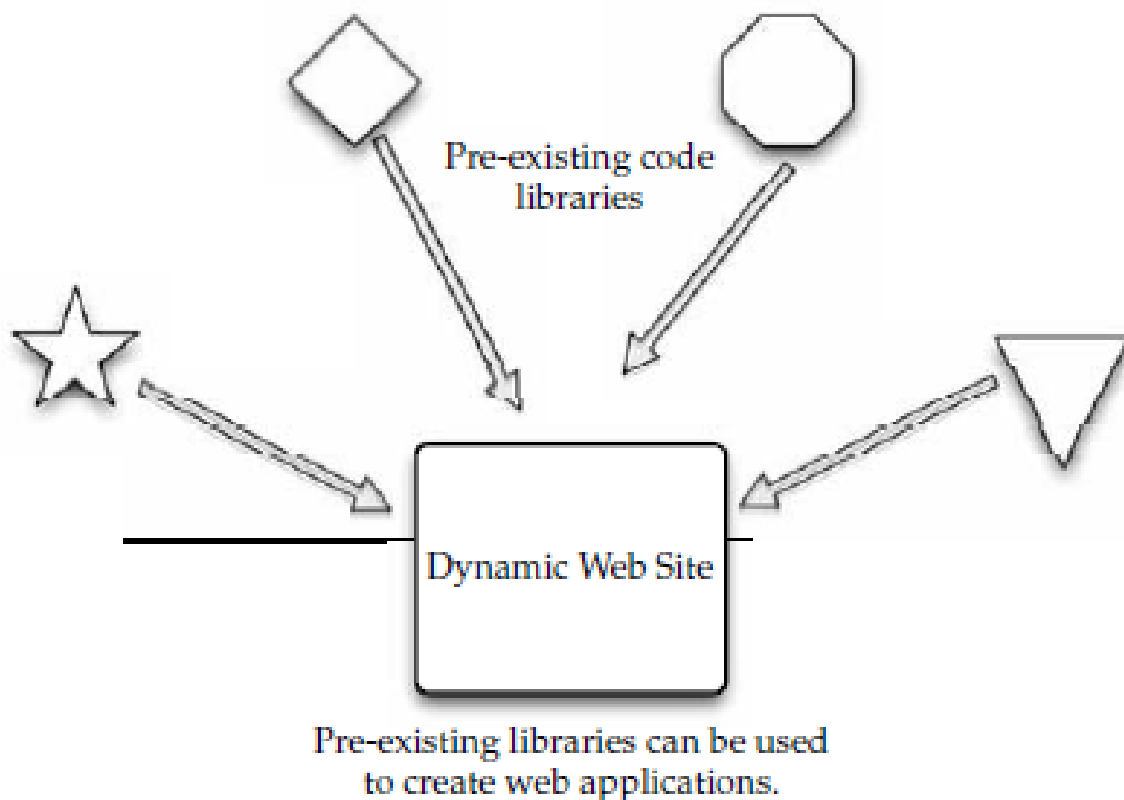 Pre-existing code
libraries
Dynamic Web Site
Pre-existing libraries can be used
to create web applications.